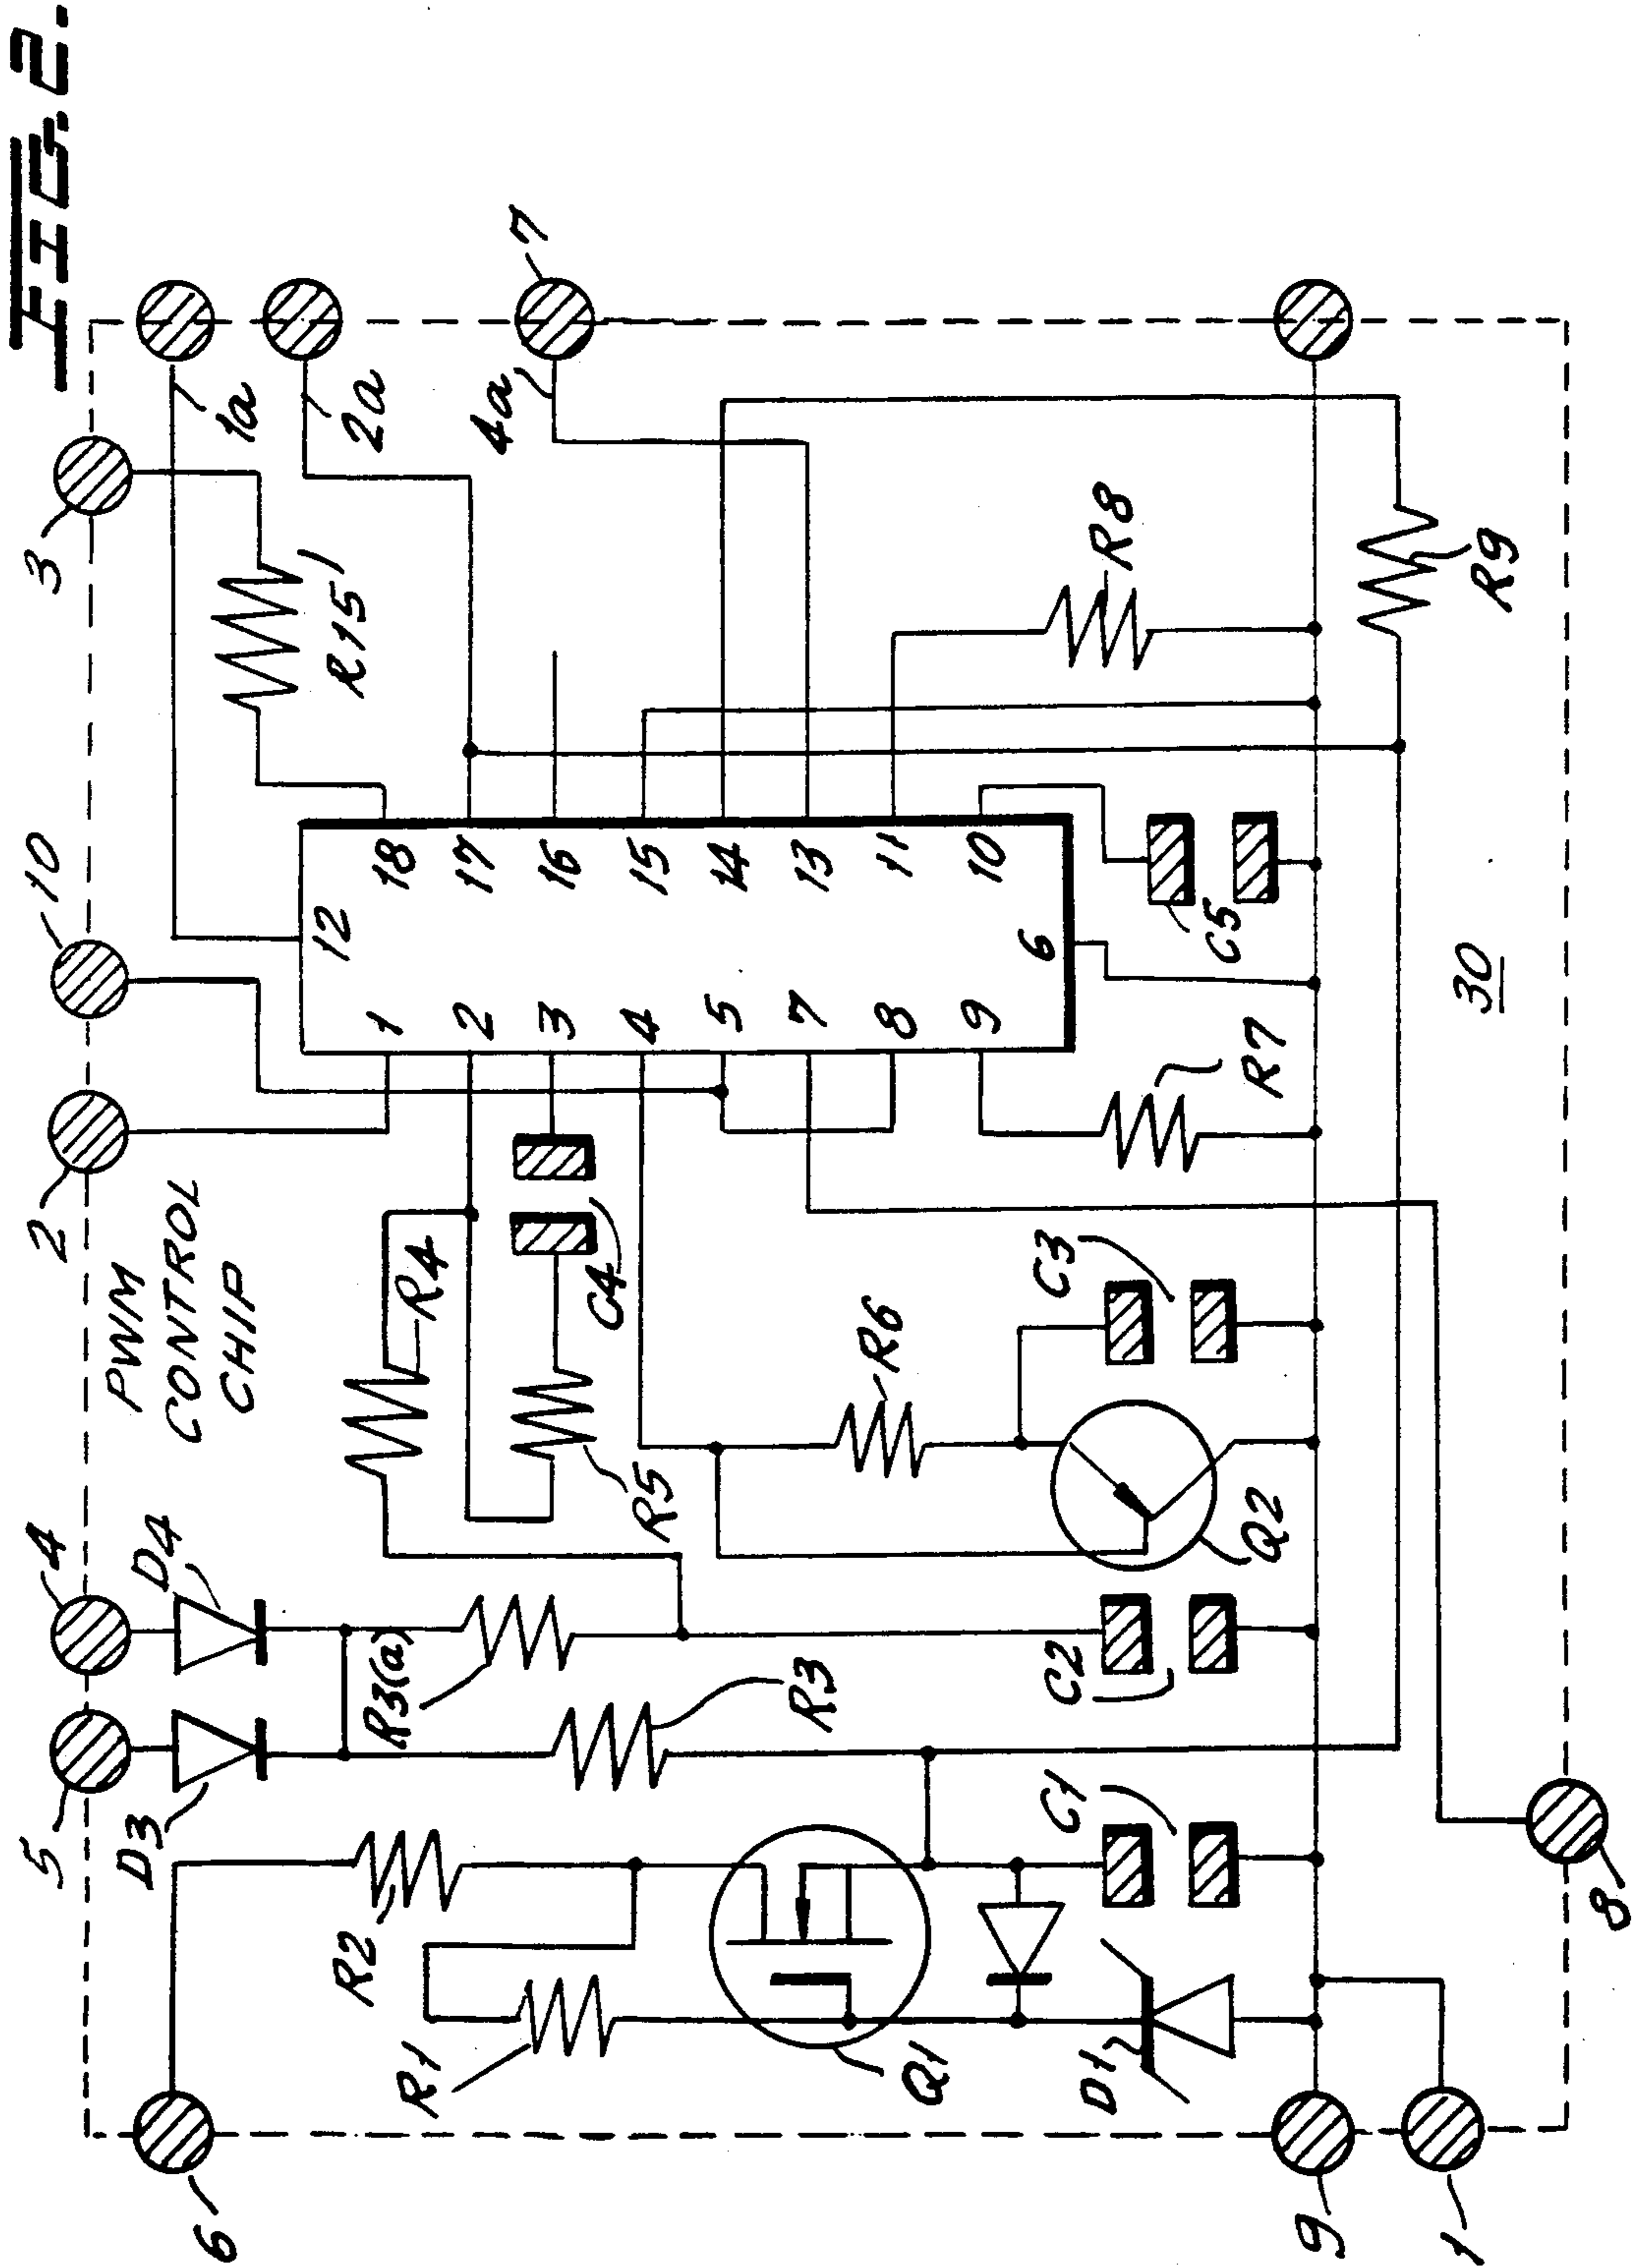 FIG. 2.
3
10
2
4
5
6
PWM
CONTROL
CHIP
1a
2a
4a
7
R15
D4
D3
R3(a)
R3
R2
R1
R4
R5
C4
R6
C3
Q2
C2
C1
Q1
D1
12
1
2
3
4
5
7
8
9
6
18
17
16
15
14
13
11
10
R7
C5
R8
R9
30
9
1
8